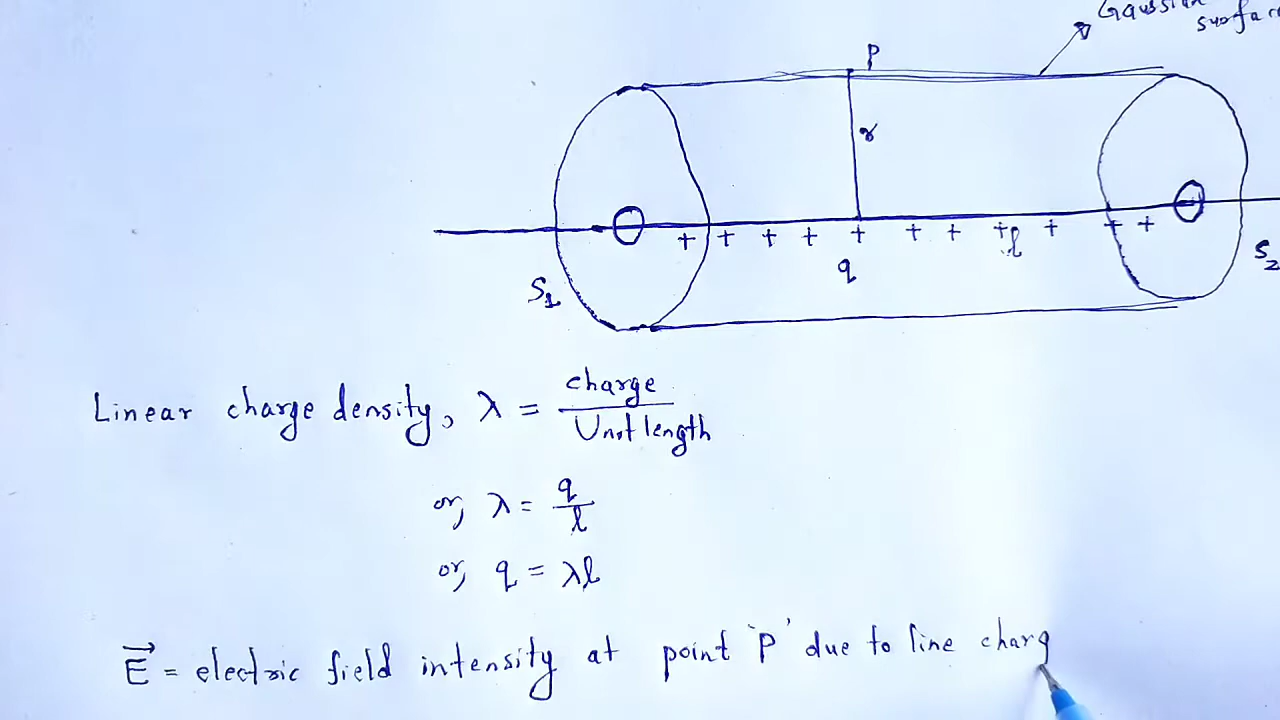 Gaussian
surface
P
r
+ + + + + + + + + + +
l
q
S1
S2
Linear charge density, λ = charge / Unit length
or, λ = q / l
or, q = λl
E⃗ = electric field intensity at point 'P' due to line charg